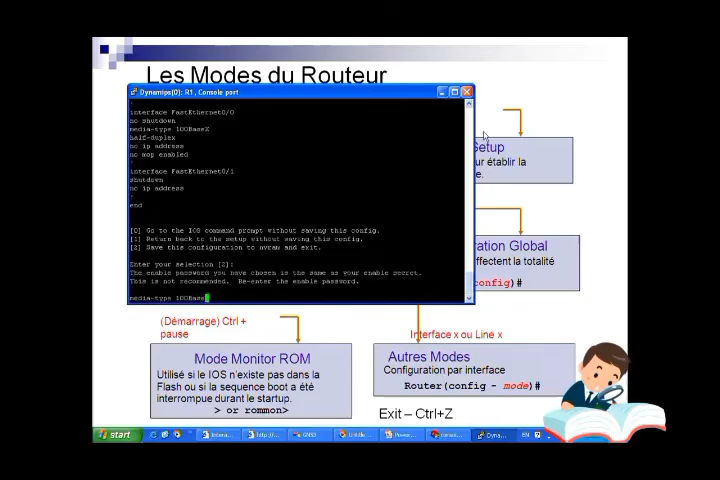 Les Modes du Routeur
Dynamips(0): R1, Console port
interface FastEthernet0/0
no shutdown
media-type 100BaseX
half-duplex
no ip address
no mop enabled
!
interface FastEthernet0/1
shutdown
no ip address
!
end
[0] Go to the IOS command prompt without saving this config.
[1] Return back to the setup without saving this config.
[2] Save this configuration to nvram and exit.
Enter your selection [2]:
The enable password you have chosen is the same as your enable secret.
This is not recommended. Re-enter the enable password.
media-type 100Base
Setup
ur établir la
e.
ration Global
ffectent la totalité
config)#
(Démarrage) Ctrl +
pause
Interface x ou Line x
Mode Monitor ROM
Utilisé si le IOS n'existe pas dans la
Flash ou si la sequence boot a été
interrompue durant le startup.
> or rommon>
Autres Modes
Configuration par interface
Router(config - mode)#
Exit – Ctrl+Z
start
Intera...
http://...
GNS3
Untitle...
Power...
Dyna...
EN